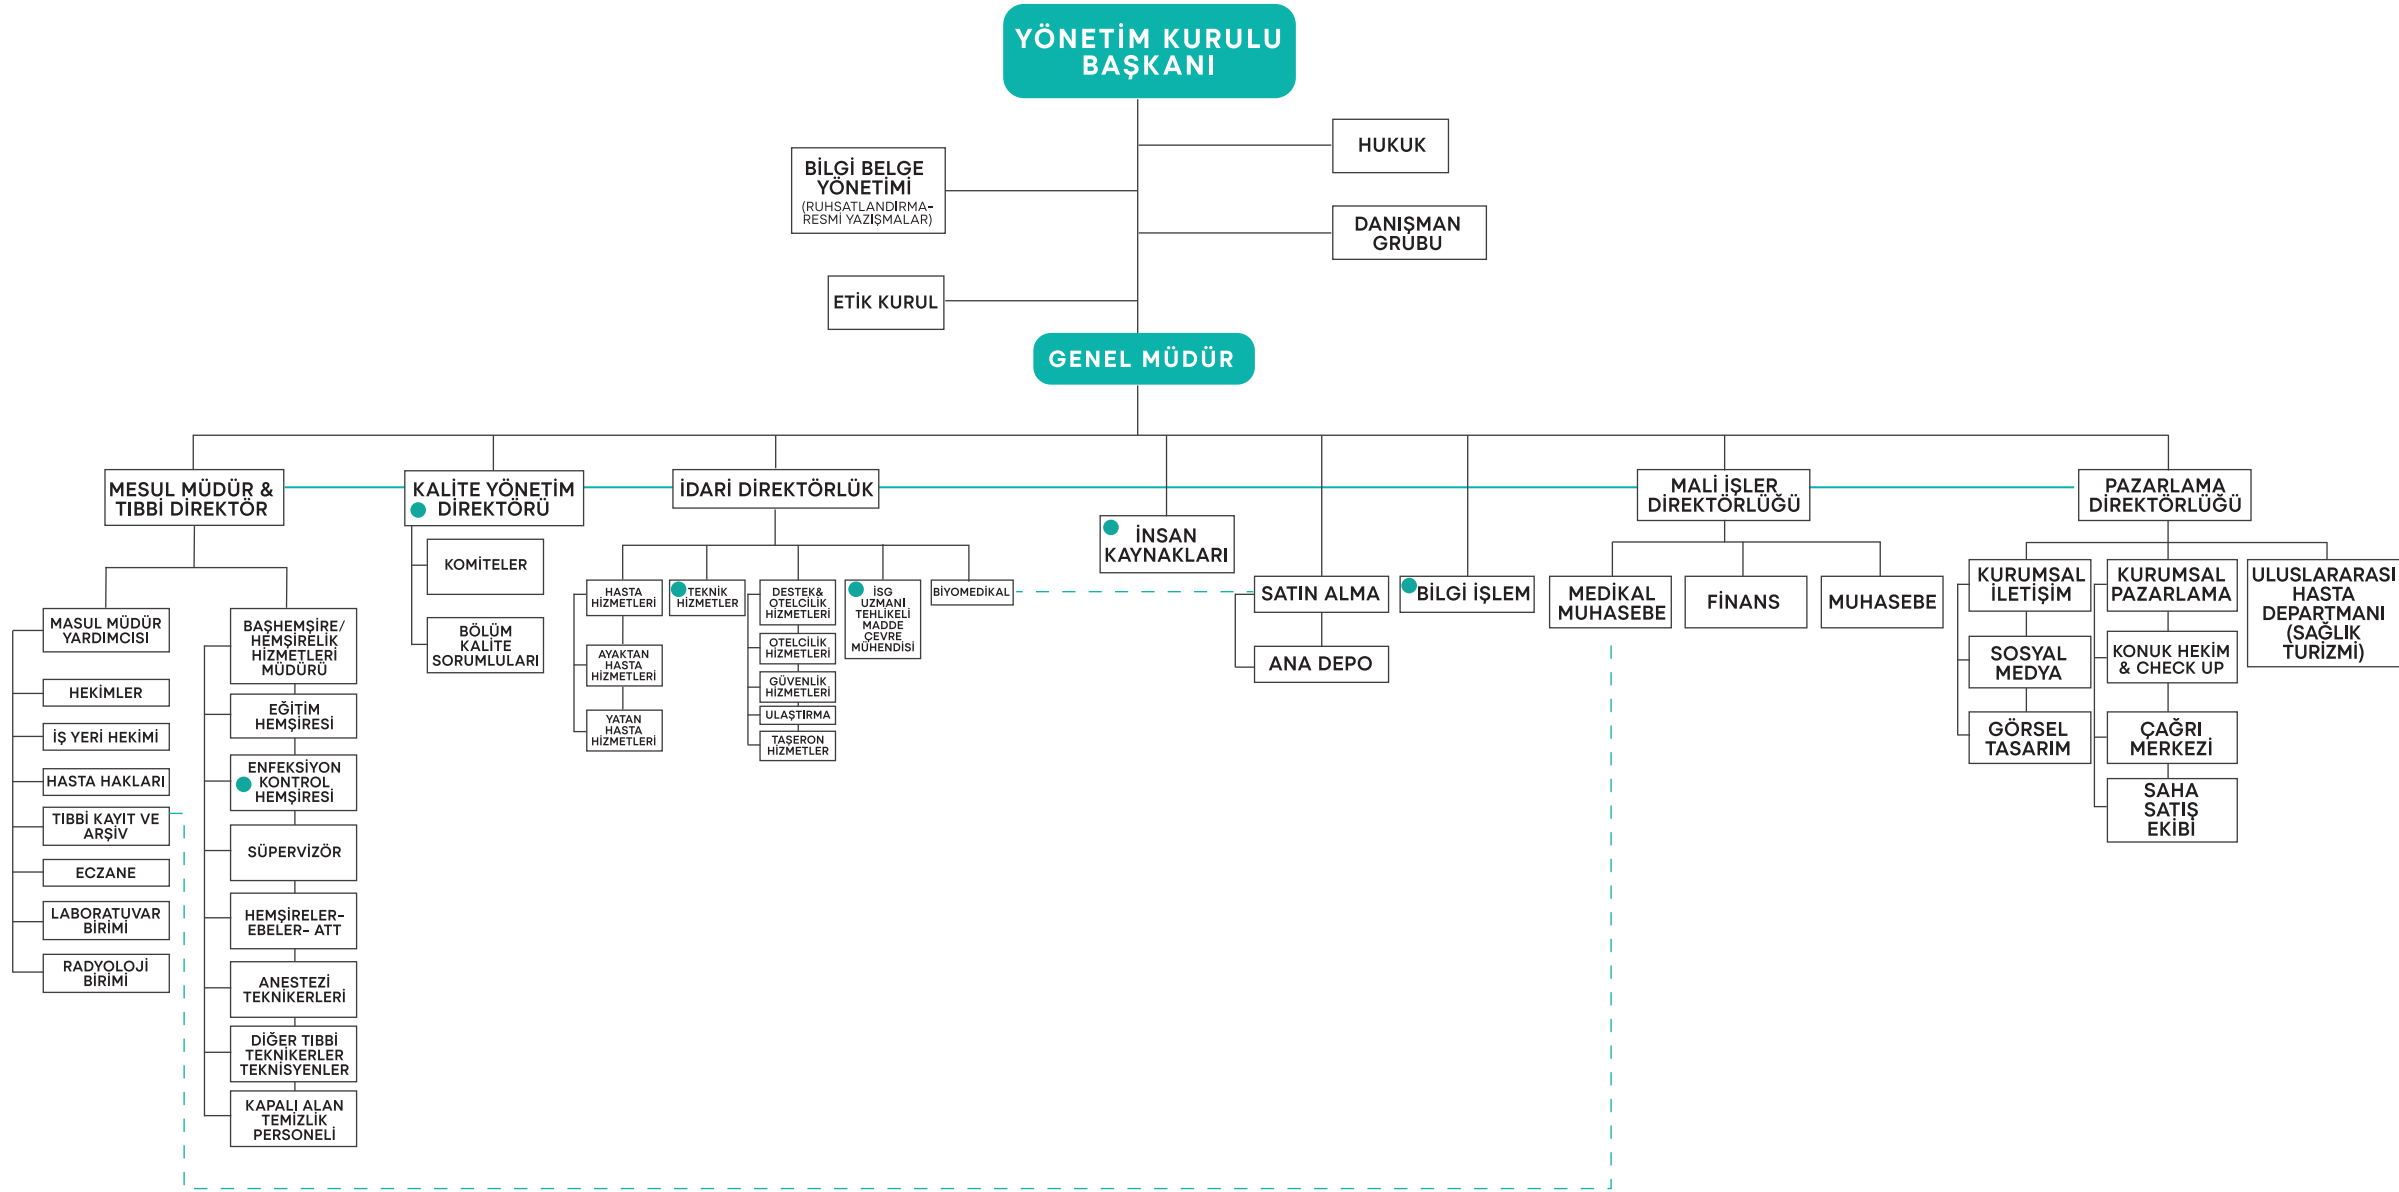 YÖNETİM KURULU
BAŞKANI
HUKUK
BİLGİ BELGE
YÖNETİMİ
(RUHSATLANDIRMA-
RESMİ YAZIŞMALAR)
DANIŞMAN
GRUBU
ETİK KURUL
GENEL MÜDÜR
MESUL MÜDÜR &
TIBBİ DİREKTÖR
KALİTE YÖNETİM
DİREKTÖRÜ
İDARİ DİREKTÖRLÜK
İNSAN
KAYNAKLARI
SATIN ALMA
ANA DEPO
BİLGİ İŞLEM
MALİ İŞLER
DİREKTÖRLÜĞÜ
PAZARLAMA
DİREKTÖRLÜĞÜ
MASUL MÜDÜR
YARDIMCISI
HEKİMLER
İŞ YERİ HEKİMİ
HASTA HAKLARI
TIBBİ KAYIT VE
ARŞİV
ECZANE
LABORATUVAR
BİRİMİ
RADYOLOJİ
BİRİMİ
BAŞHEMŞİRE/
HEMŞİRELİK
HİZMETLERİ
MÜDÜRÜ
EĞİTİM
HEMŞİRESİ
ENFEKSİYON
KONTROL
HEMŞİRESİ
SÜPERVİZÖR
HEMŞİRELER-
EBELER- ATT
ANESTEZİ
TEKNİKERLERİ
DİĞER TIBBİ
TEKNİKERLER
TEKNİSYENLER
KAPALI ALAN
TEMİZLİK
PERSONELİ
KOMİTELER
BÖLÜM
KALİTE
SORUMLULARI
HASTA
HİZMETLERİ
AYAKTAN
HASTA
HİZMETLERİ
YATAN
HASTA
HİZMETLERİ
TEKNİK
HİZMETLER
DESTEK&
OTELCİLİK
HİZMETLERİ
OTELCİLİK
HİZMETLERİ
GÜVENLİK
HİZMETLERİ
ULAŞTIRMA
TAŞERON
HİZMETLER
İSG
UZMANI
TEHLİKELİ
MADDE
ÇEVRE
MÜHENDİSİ
BİYOMEDİKAL
MEDİKAL
MUHASEBE
FİNANS
MUHASEBE
KURUMSAL
İLETİŞİM
SOSYAL
MEDYA
GÖRSEL
TASARIM
KURUMSAL
PAZARLAMA
KONUK HEKİM
& CHECK UP
ÇAĞRI
MERKEZİ
SAHA
SATIŞ
EKİBİ
ULUSLARARASI
HASTA
DEPARTMANI
(SAĞLIK
TURİZMİ)